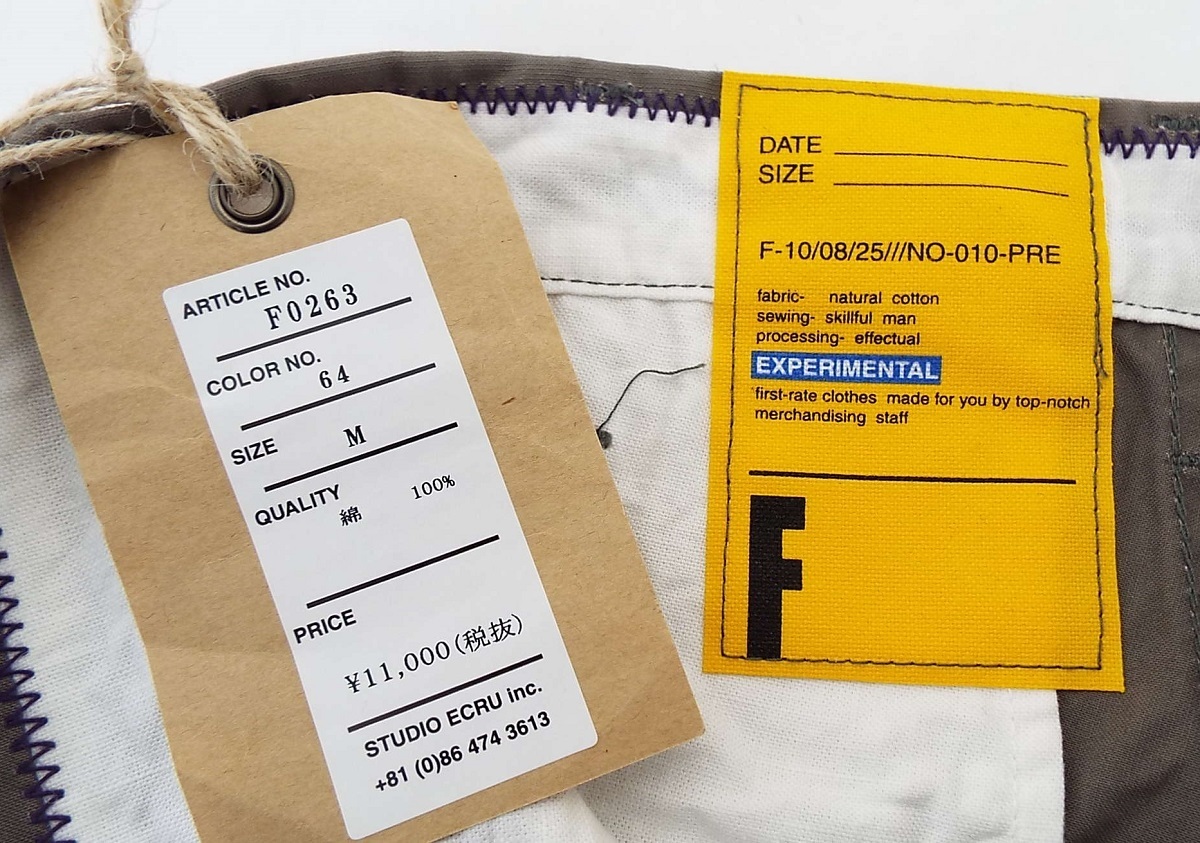 ARTICLE NO.
F0263
COLOR NO.
64
SIZE M
QUALITY 100%
綿
PRICE
¥11,000(税抜)
STUDIO ECRU inc.
+81 (0)86 474 3613
DATE
SIZE
F-10/08/25///NO-010-PRE
fabric- natural cotton
sewing- skillful man
processing- effectual
EXPERIMENTAL
first-rate clothes made for you by top-notch
merchandising staff
F